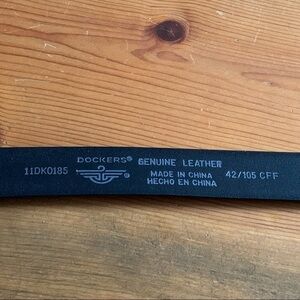 DOCKERS® GENUINE LEATHER
11DK0185 MADE IN CHINA 42/105 CFF
HECHO EN CHINA